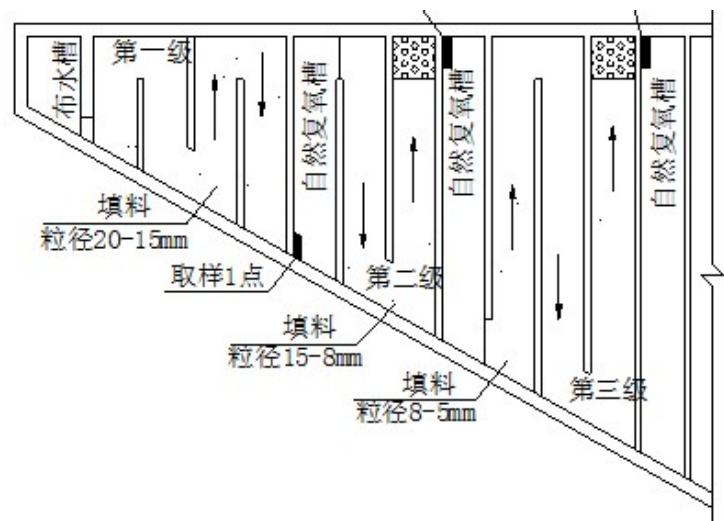 布水槽
第一级
自然复氧槽
自然复氧槽
自然复氧槽
填料
粒径20-15mm
取样1点
第二级
填料
粒径15-8mm
填料
粒径8-5mm
第三级